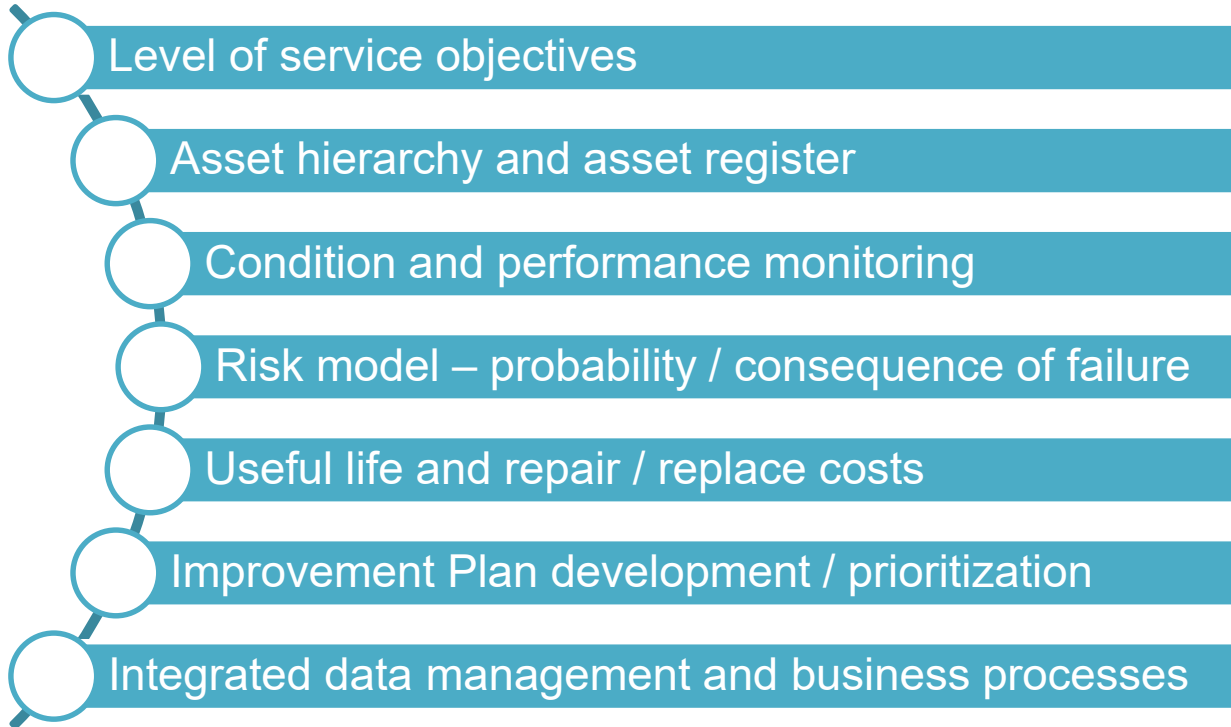 Level of service objectives
Asset hierarchy and asset register
Condition and performance monitoring
Risk model – probability / consequence of failure
Useful life and repair / replace costs
Improvement Plan development / prioritization
Integrated data management and business processes